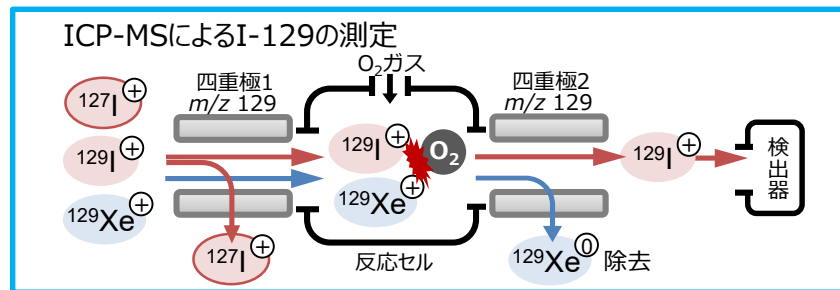 ICP-MSによるI-129の測定
O₂ガス
四重極1
m/z 129
四重極2
m/z 129
¹²⁷I⁺
¹²⁹I⁺
¹²⁹Xe⁺
¹²⁹I⁺
O₂
¹²⁹Xe⁺
¹²⁹I⁺
検出器
¹²⁷I⁺
反応セル
¹²⁹Xe⁰ 除去